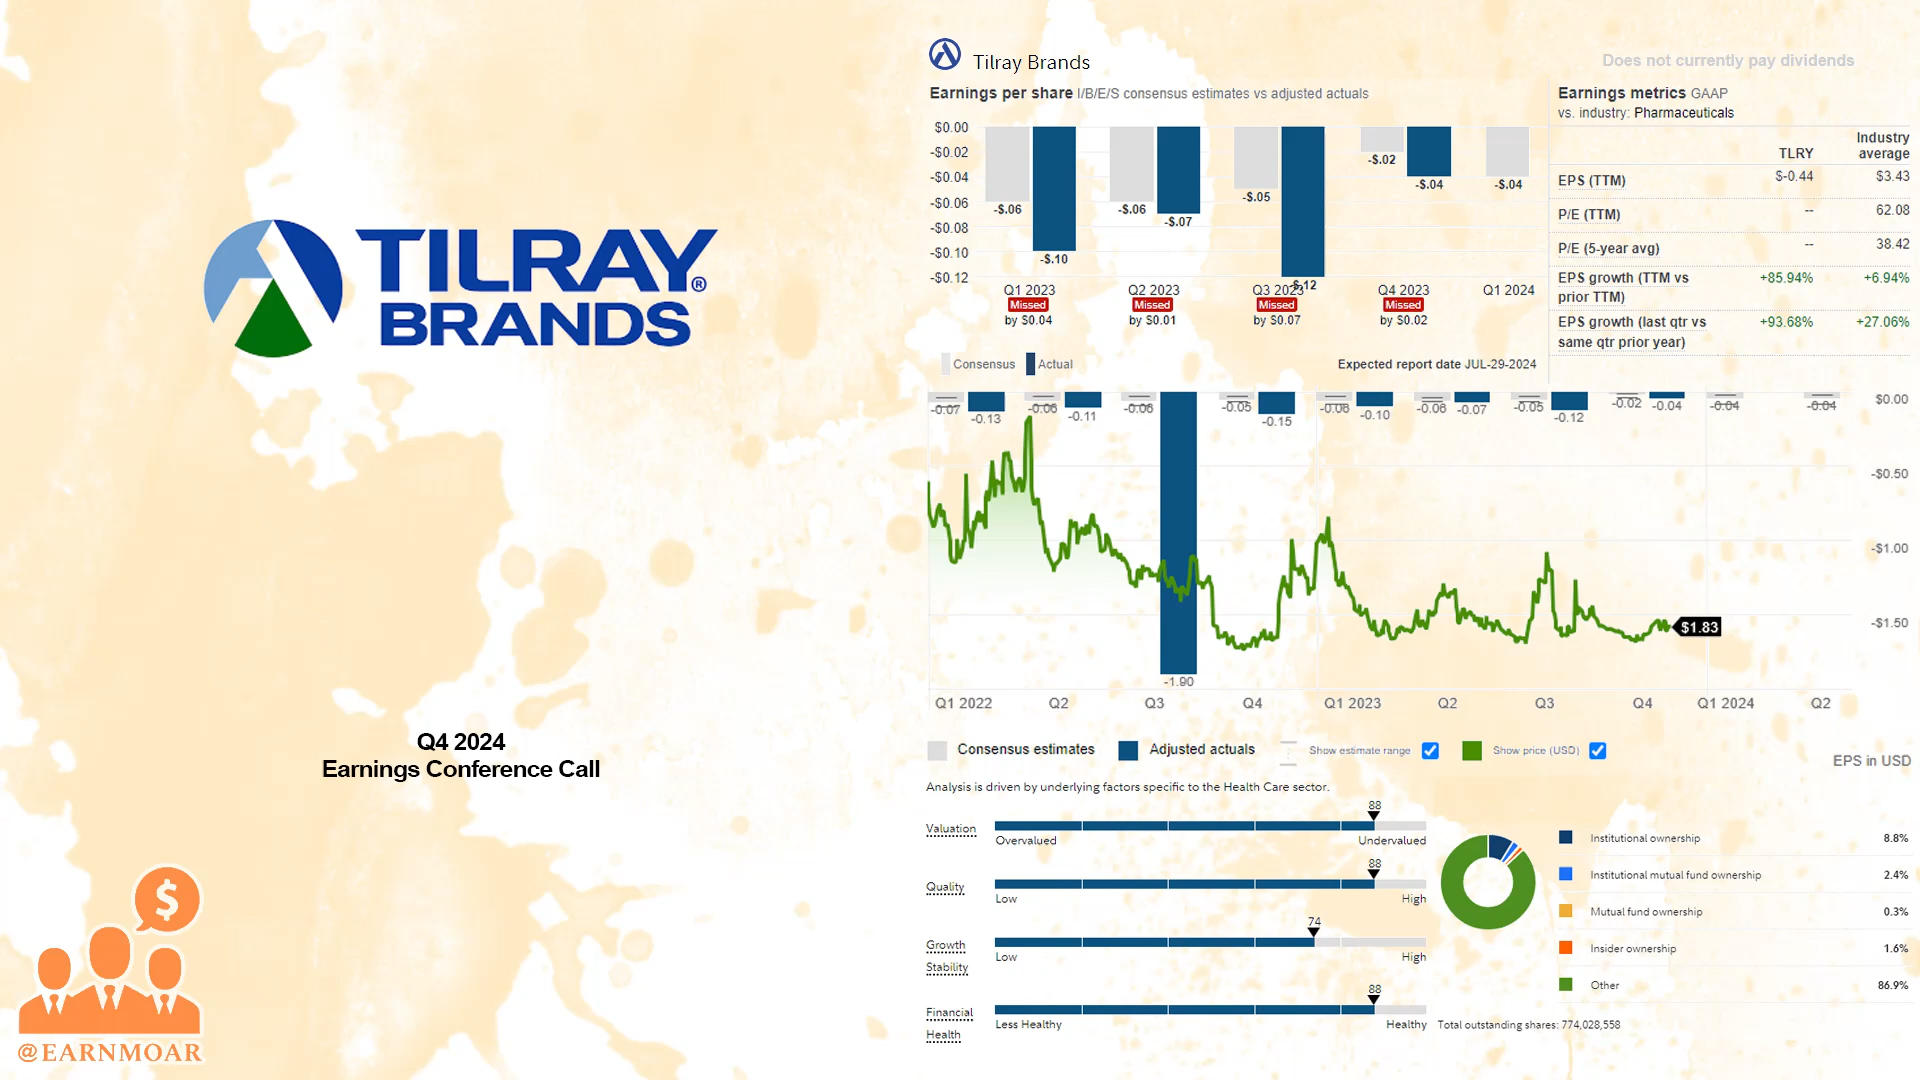 TILRAY®
BRANDS
Q4 2024
Earnings Conference Call
$
@EARNMOAR
Tilray Brands
Does not currently pay dividends
Earnings per share I/B/E/S consensus estimates vs adjusted actuals
$0.00
-$0.02
-$0.04
-$0.06
-$0.08
-$0.10
-$0.12
-$.06
-$.10
-$.06
-$.07
-$.05
-$.12
-$.02
-$.04
-$.04
Q1 2023
Missed
by $0.04
Q2 2023
Missed
by $0.01
Q3 2023
Missed
by $0.07
Q4 2023
Missed
by $0.02
Q1 2024
Consensus
Actual
Expected report date JUL-29-2024
Earnings metrics GAAP
vs. industry: Pharmaceuticals
TLRY
Industry
average
EPS (TTM) $-0.44 $3.43
P/E (TTM) -- 62.08
P/E (5-year avg) -- 38.42
EPS growth (TTM vs
prior TTM) +85.94% +6.94%
EPS growth (last qtr vs
same qtr prior year) +93.68% +27.06%
-0.07 -0.13 -0.06 -0.11 -0.06 -0.05 -0.15 -0.06 -0.10 -0.06 -0.07 -0.05 -0.12 -0.02 -0.04 -0.04 -0.04
-1.90
$0.00
-$0.50
-$1.00
-$1.50
$1.83
Q1 2022 Q2 Q3 Q4 Q1 2023 Q2 Q3 Q4 Q1 2024 Q2
Consensus estimates Adjusted actuals Show estimate range Show price (USD)
EPS in USD
Analysis is driven by underlying factors specific to the Health Care sector.
88
Valuation
Overvalued Undervalued
88
Quality
Low High
74
Growth
Stability
Low High
88
Financial
Health
Less Healthy Healthy
Institutional ownership 8.8%
Institutional mutual fund ownership 2.4%
Mutual fund ownership 0.3%
Insider ownership 1.6%
Other 86.9%
Total outstanding shares: 774,028,558